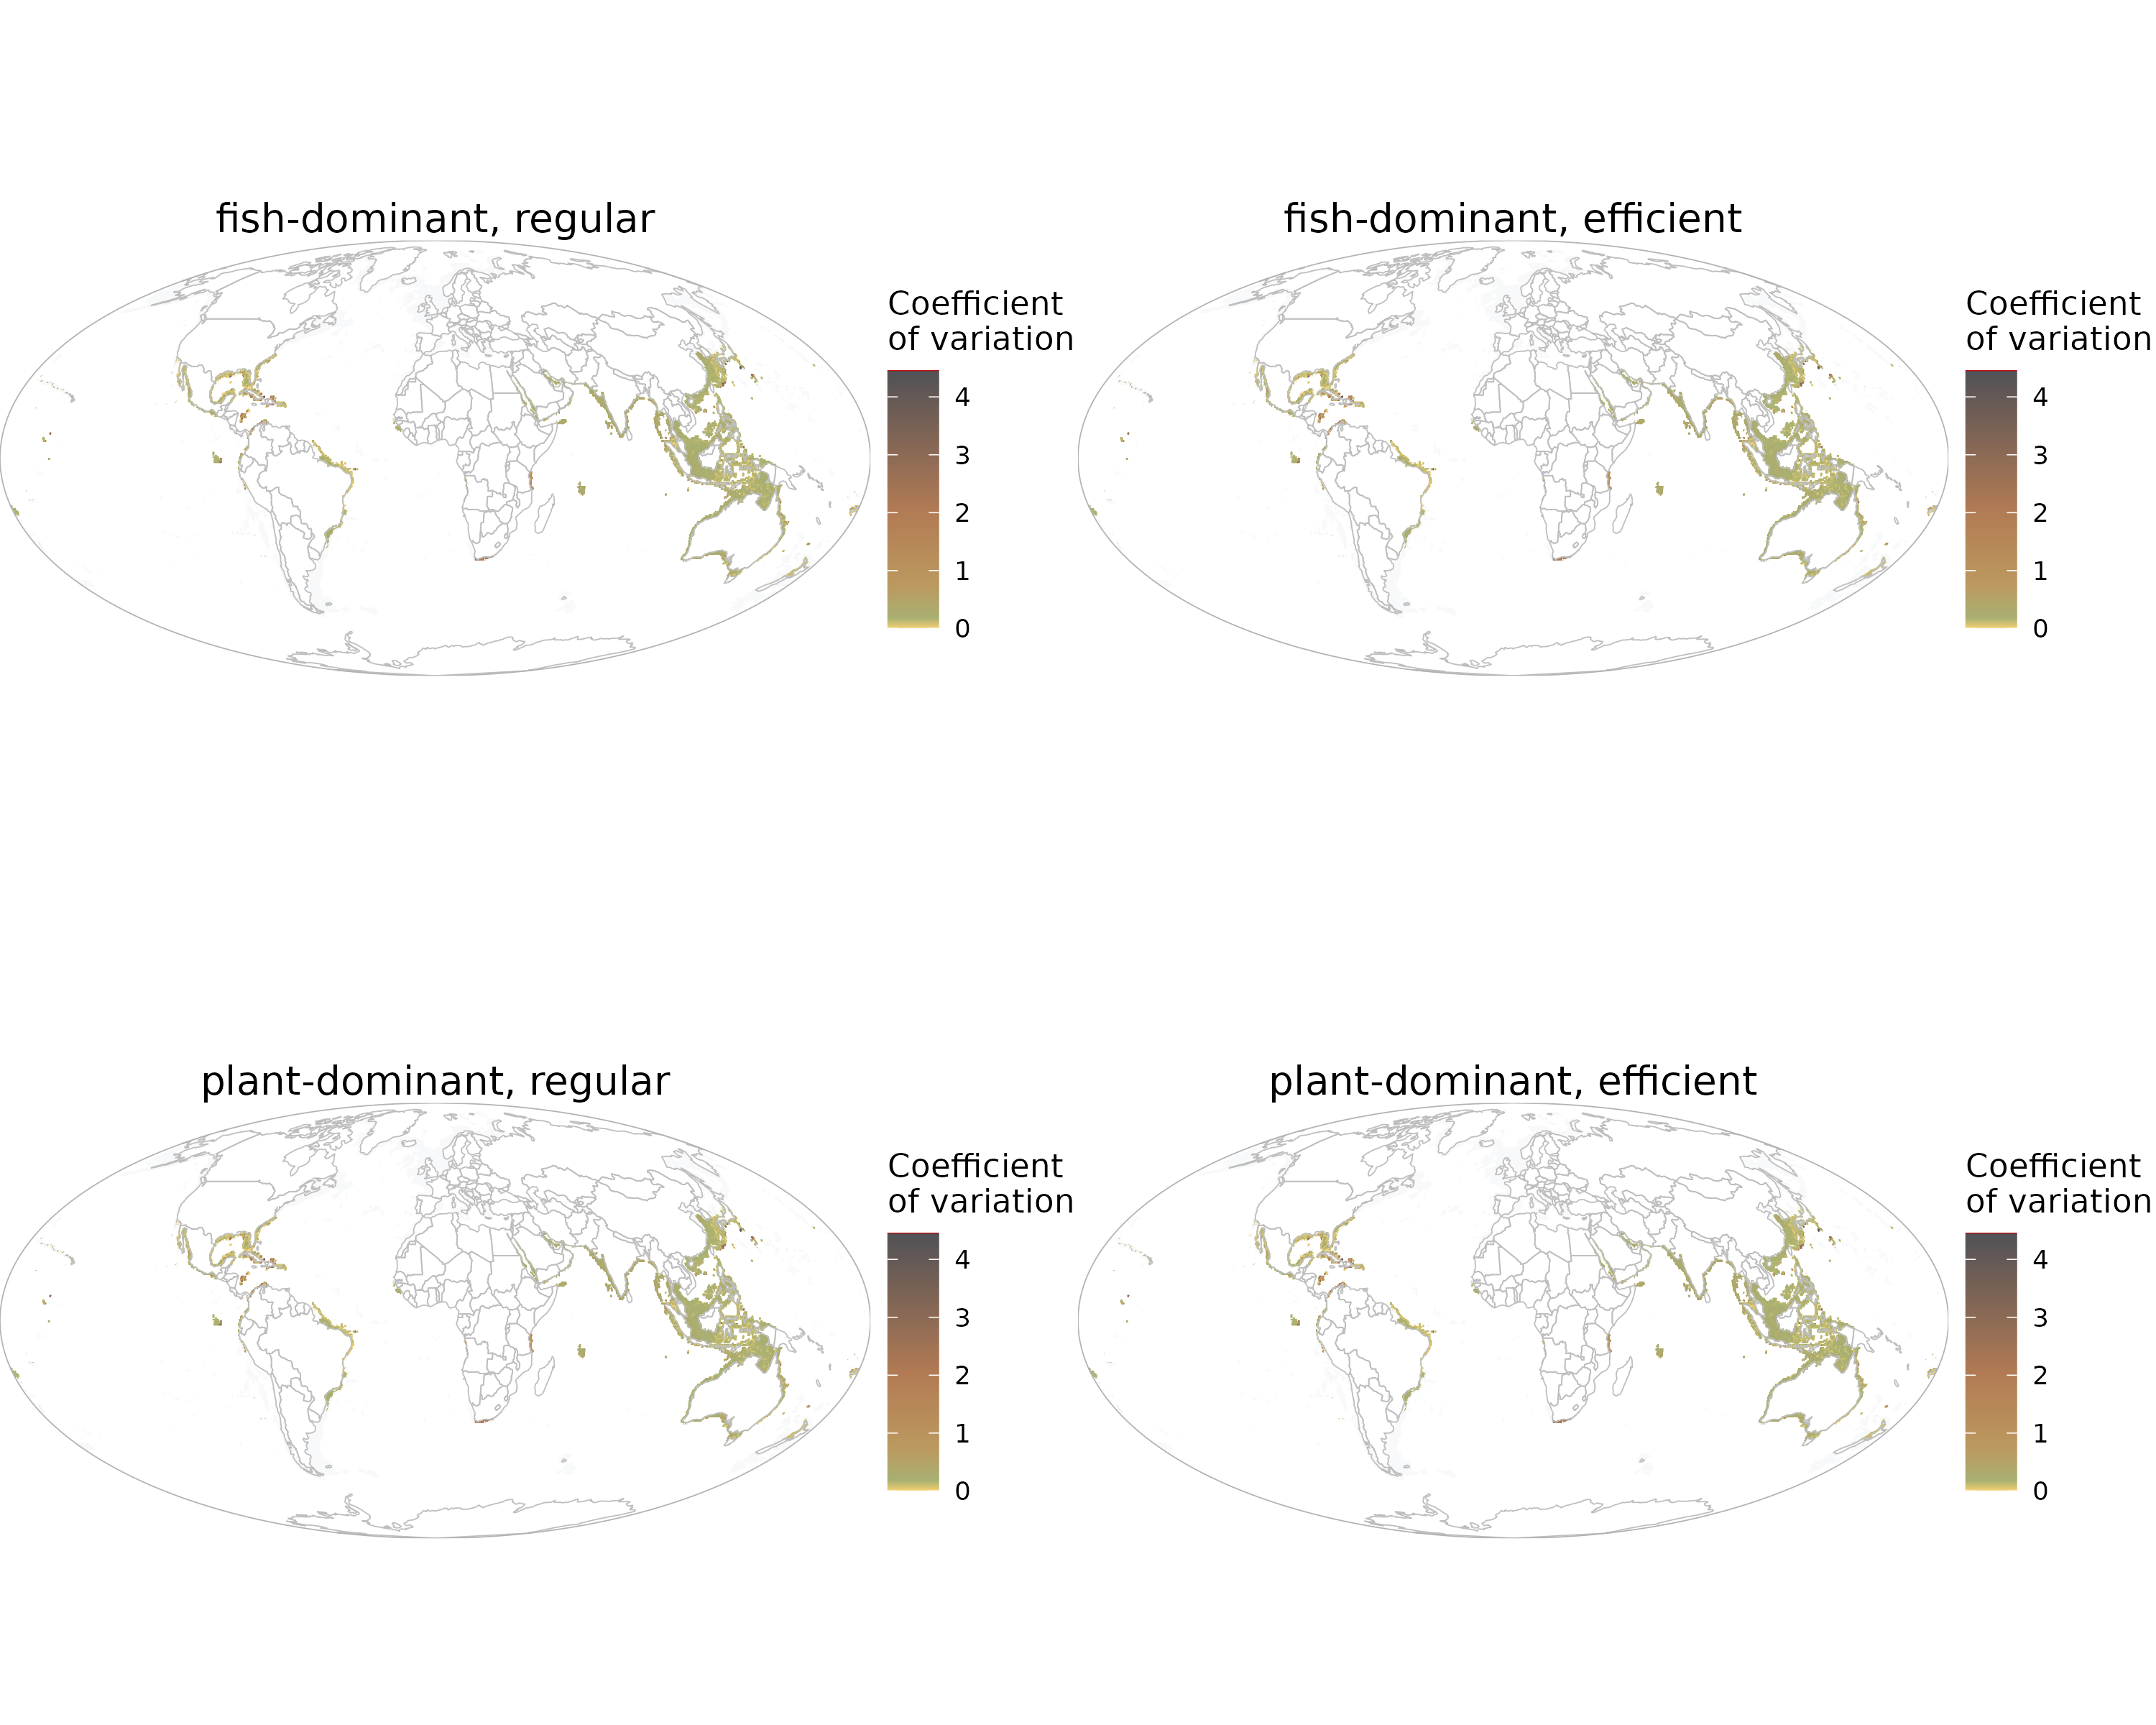 fish-dominant, regular
Coefficient
of variation
4
3
2
1
0
fish-dominant, efficient
Coefficient
of variation
4
3
2
1
0
plant-dominant, regular
Coefficient
of variation
4
3
2
1
0
plant-dominant, efficient
Coefficient
of variation
4
3
2
1
0